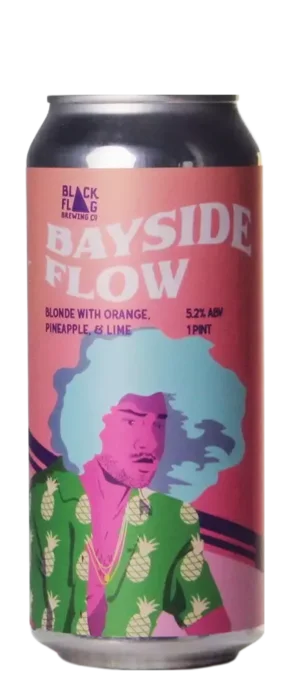 BLACK
FLAG
BREWING CO
BAYSIDE
FLOW
BLONDE WITH ORANGE, 5.2% ABV
PINEAPPLE, & LIME 1 PINT